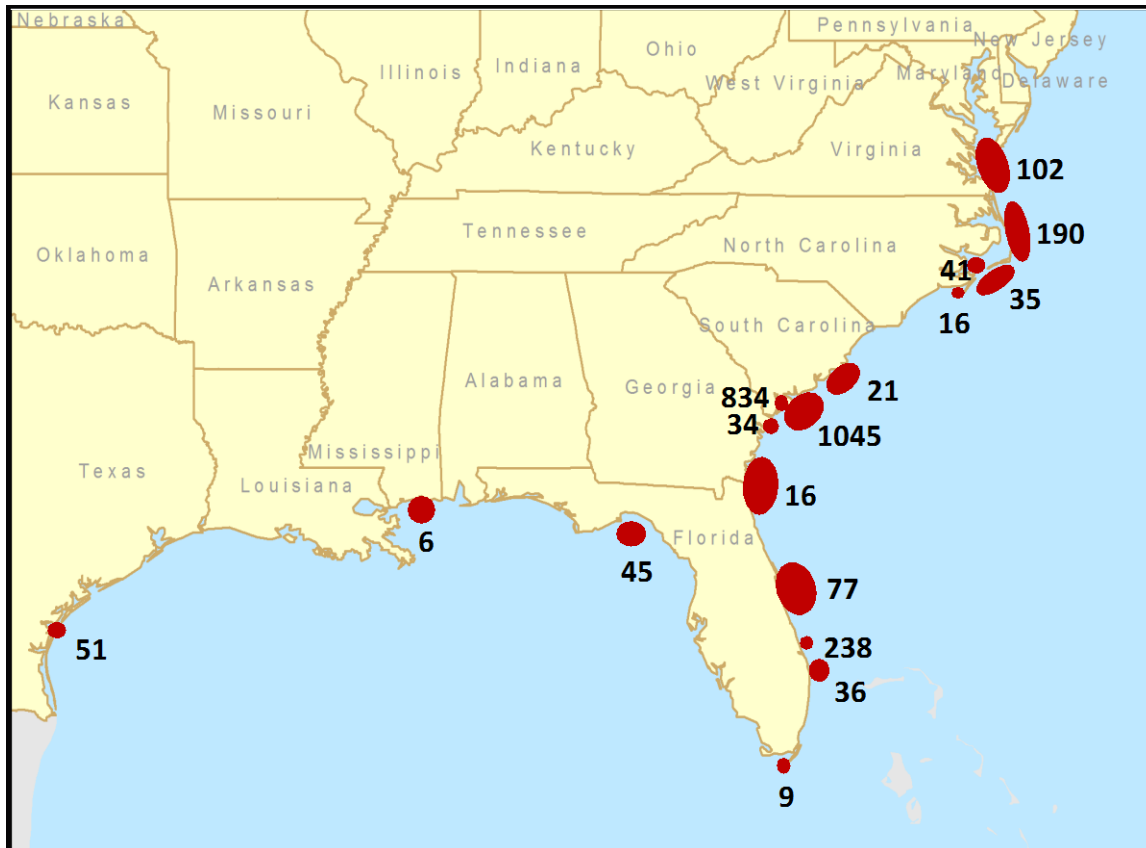 Nebraska
Pennsylvania
New Jersey
Ohio
Indiana
Illinois
Maryland
Delaware
West Virginia
Kansas
Missouri
Kentucky
Virginia
102
Tennessee
North Carolina
190
Oklahoma
Arkansas
41
35
16
South Carolina
Alabama
Georgia
834
21
34
1045
Mississippi
Texas
Louisiana
16
Florida
6
45
77
51
238
36
9